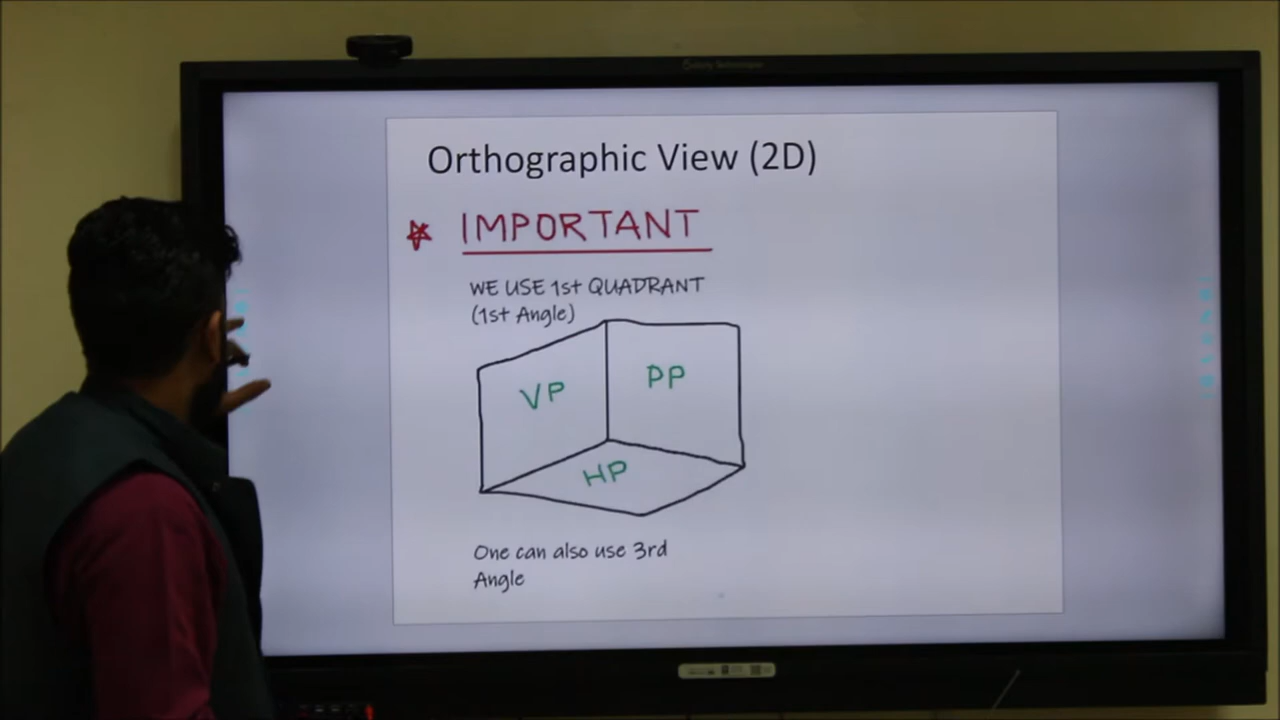 Orthographic View (2D)
IMPORTANT
WE USE 1st QUADRANT
(1st Angle)
VP
PP
HP
One can also use 3rd
Angle